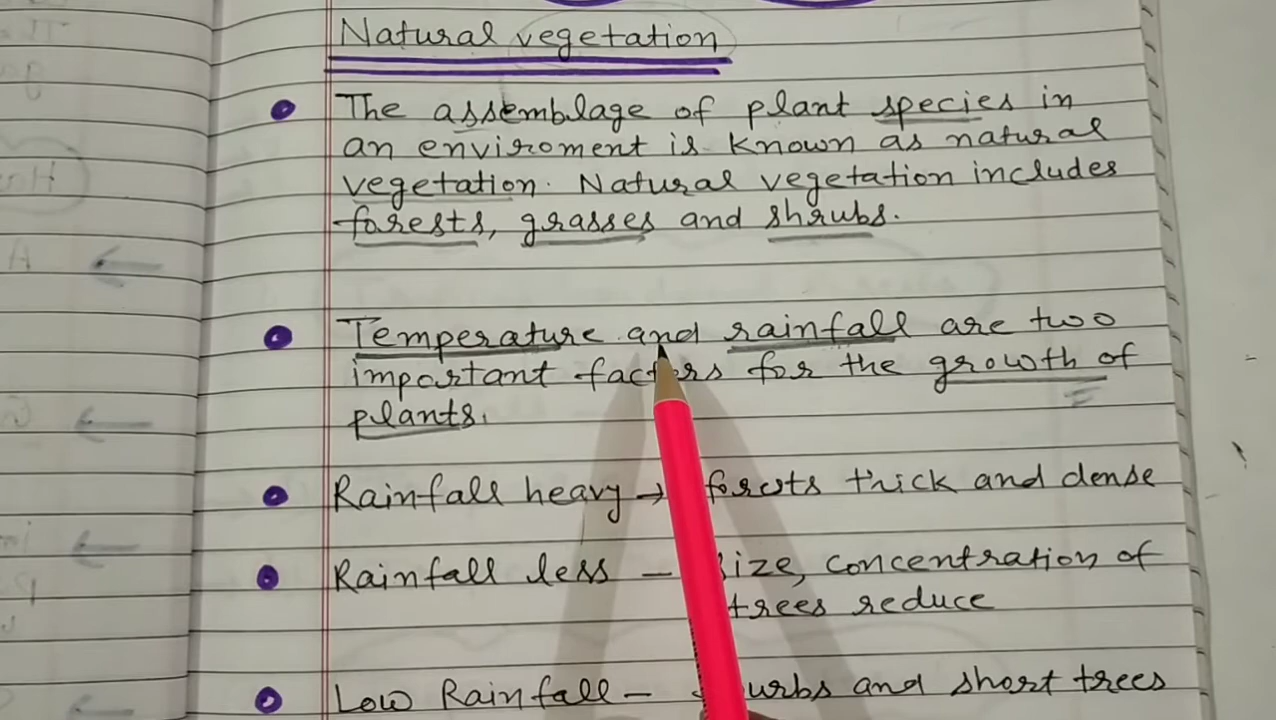 Natural vegetation
The assemblage of plant species in
an enviroment is known as natural
vegetation. Natural vegetation includes
forests, grasses and shrubs.
Temperature and rainfall are two
important factors for the growth of
plants.
Rainfall heavy → forsts thick and dense
Rainfall less — Size, concentration of
trees reduce
Low Rainfall — and short trees